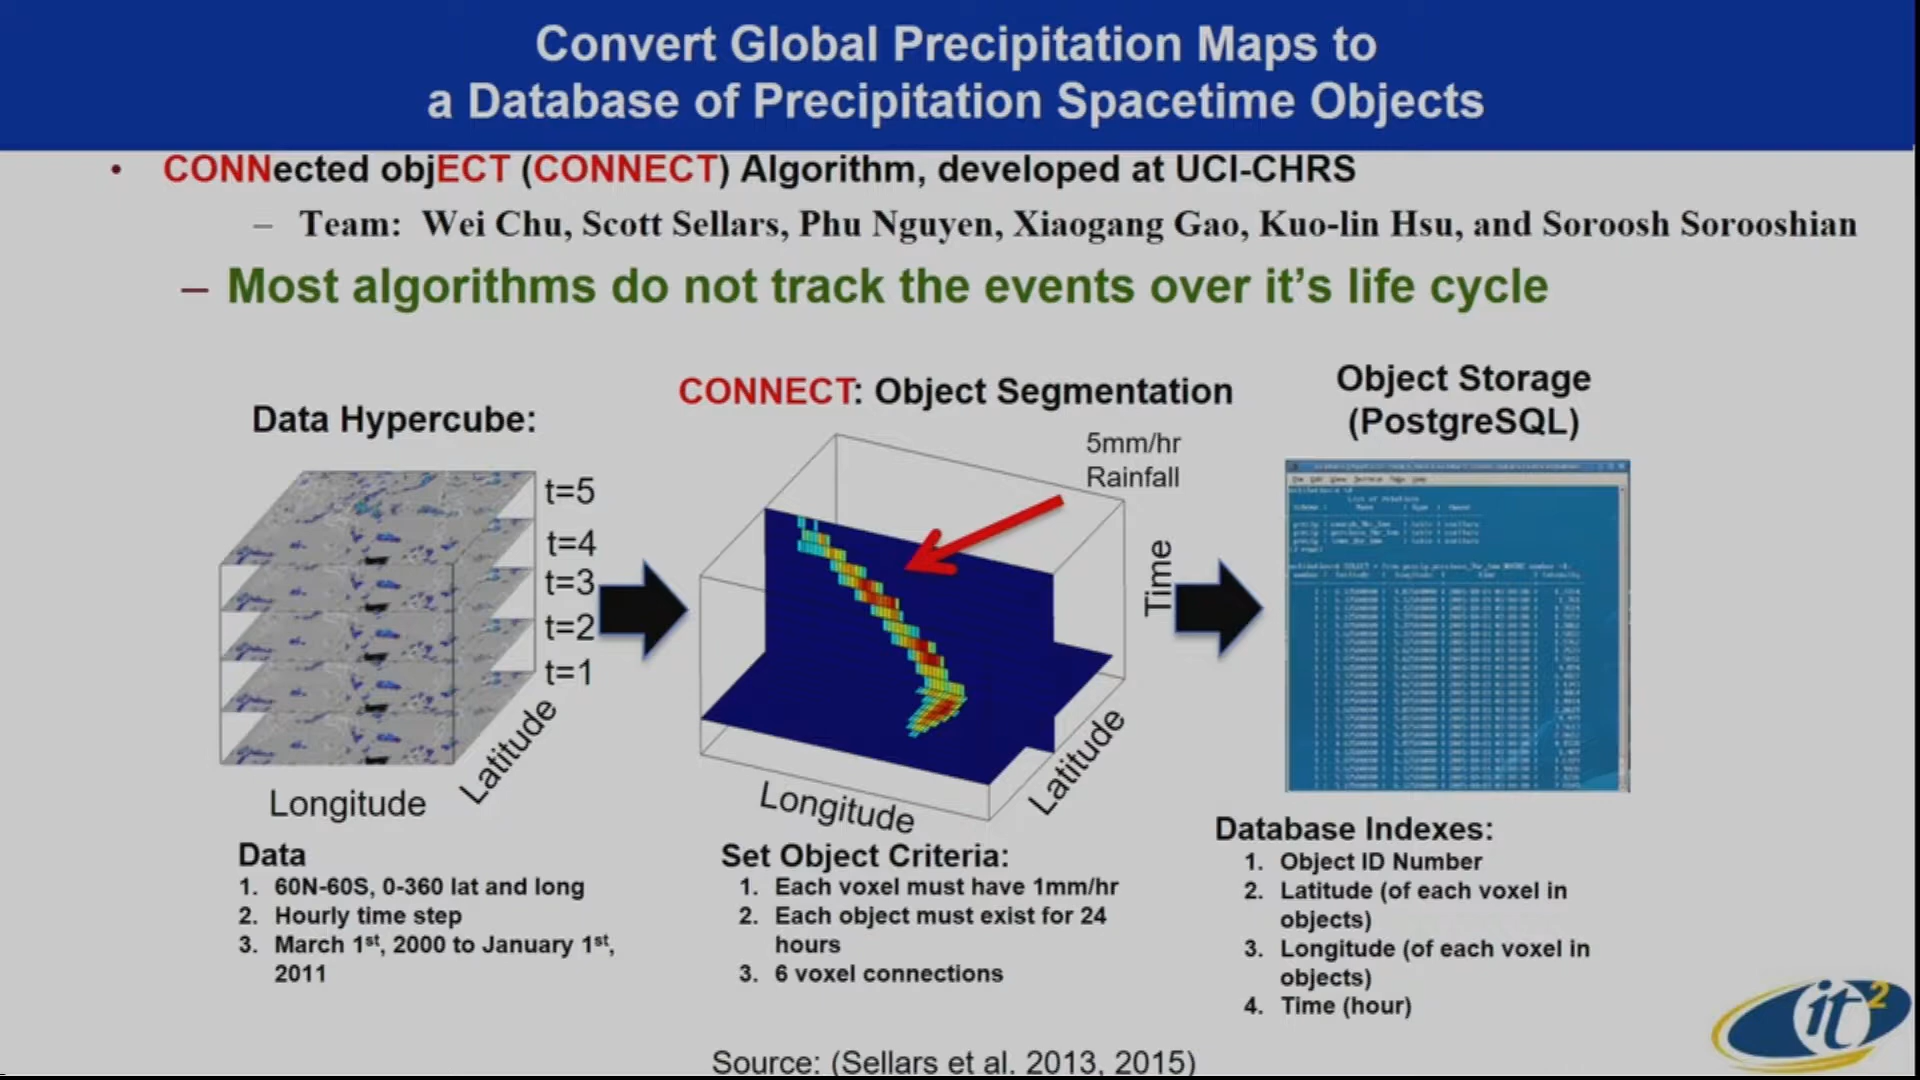 Convert Global Precipitation Maps to
a Database of Precipitation Spacetime Objects
• CONNected objECT (CONNECT) Algorithm, developed at UCI-CHRS
– Team: Wei Chu, Scott Sellars, Phu Nguyen, Xiaogang Gao, Kuo-lin Hsu, and Soroosh Sorooshian
– Most algorithms do not track the events over it's life cycle
Data Hypercube:
t=5
t=4
t=3
t=2
t=1
Latitude
Longitude
Data
1. 60N-60S, 0-360 lat and long
2. Hourly time step
3. March 1st, 2000 to January 1st,
2011
CONNECT: Object Segmentation
5mm/hr
Rainfall
Time
Latitude
Longitude
Set Object Criteria:
1. Each voxel must have 1mm/hr
2. Each object must exist for 24
hours
3. 6 voxel connections
Object Storage
(PostgreSQL)
Database Indexes:
1. Object ID Number
2. Latitude (of each voxel in
objects)
3. Longitude (of each voxel in
objects)
4. Time (hour)
Source: (Sellars et al. 2013, 2015)
it2